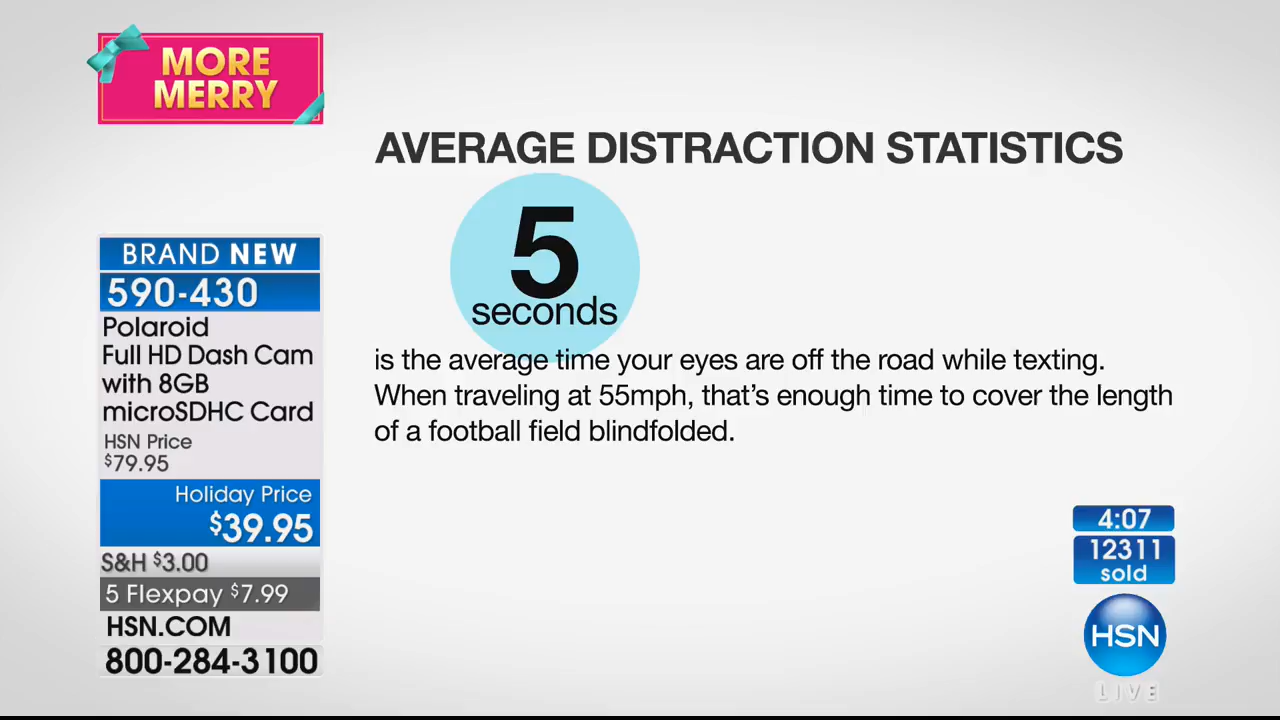 MORE
MERRY
AVERAGE DISTRACTION STATISTICS
5
seconds
is the average time your eyes are off the road while texting.
When traveling at 55mph, that's enough time to cover the length
of a football field blindfolded.
BRAND NEW
590-430
Polaroid
Full HD Dash Cam
with 8GB
microSDHC Card
HSN Price
$79.95
Holiday Price
$39.95
S&H $3.00
5 Flexpay $7.99
HSN.COM
800-284-3100
4:07
12311
sold
HSN
LIVE